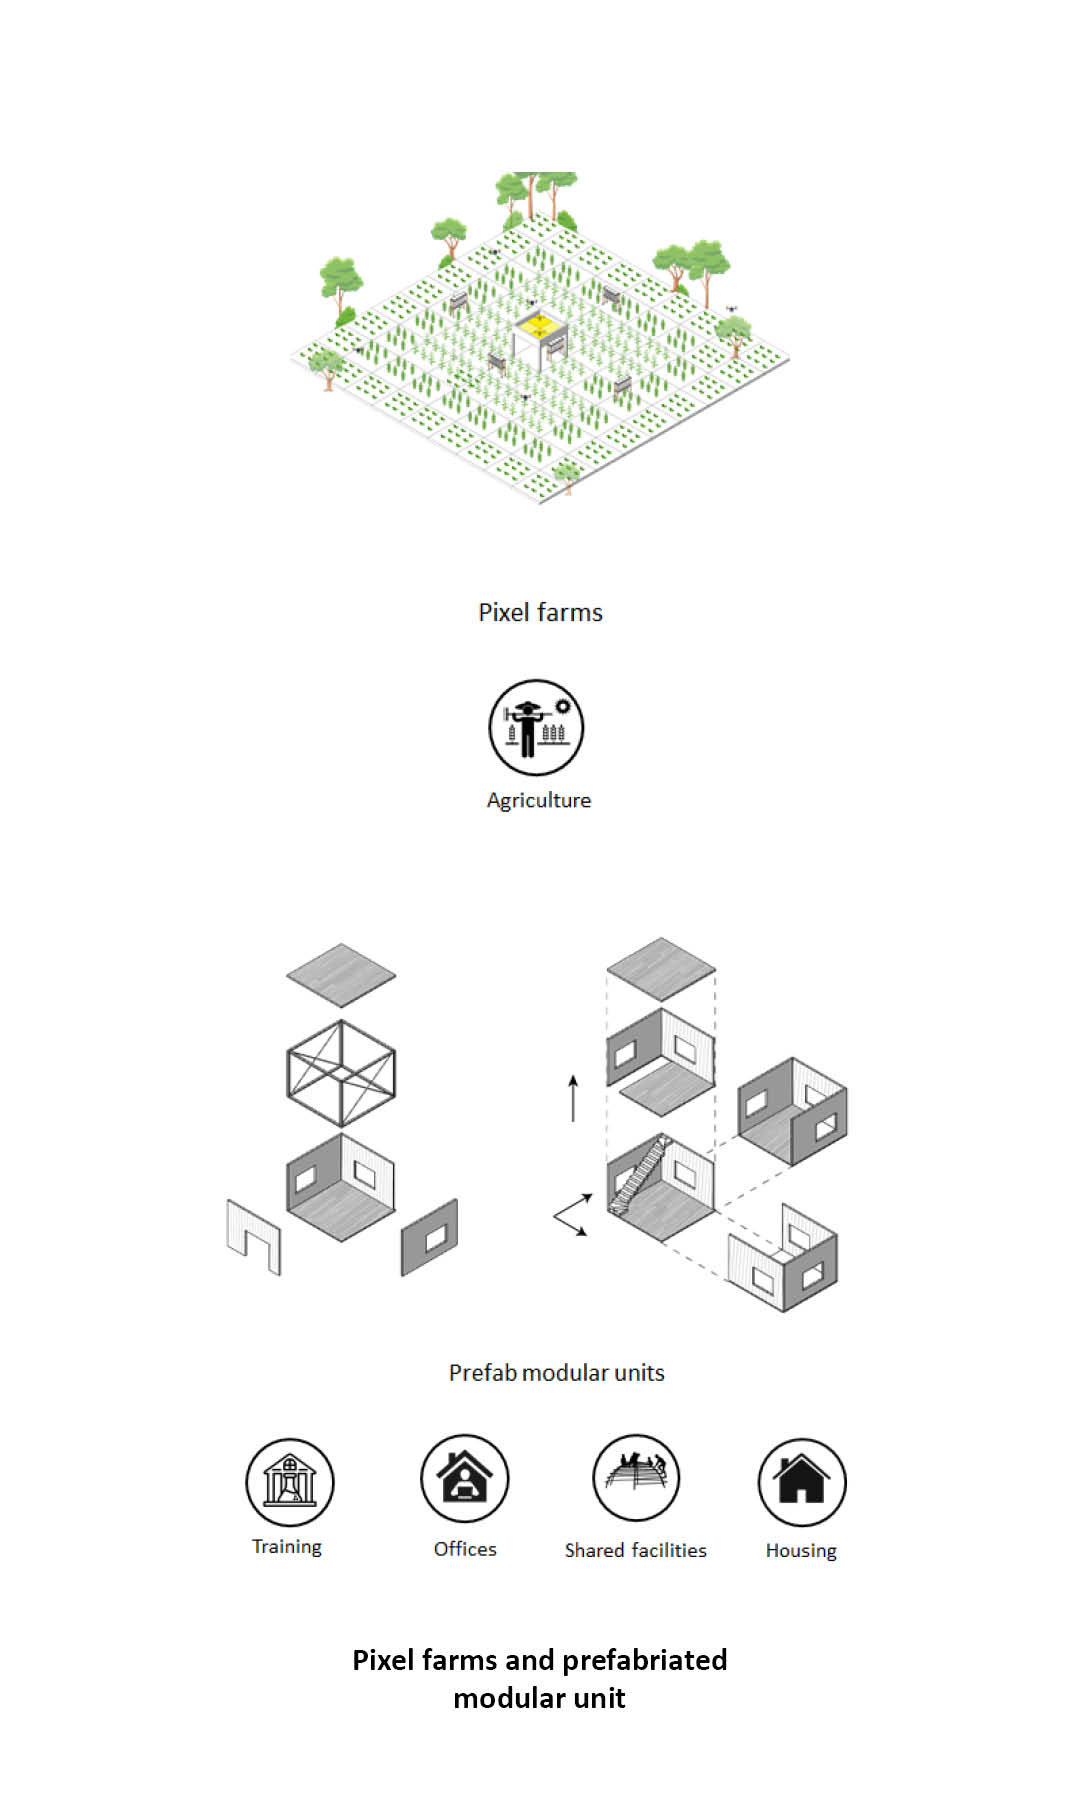 Pixel farms
Agriculture
Prefab modular units
Training
Offices
Shared facilities
Housing
Pixel farms and prefabriated
modular unit